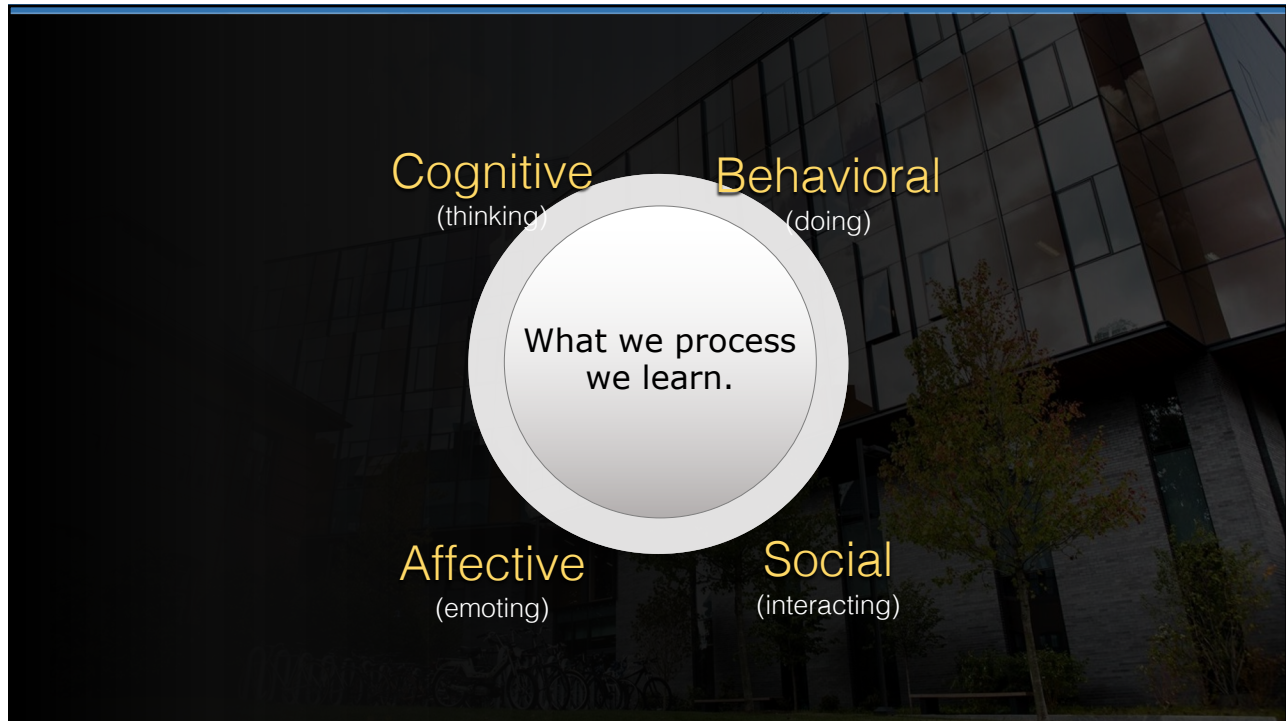 Cognitive
(thinking)
Behavioral
(doing)
What we process
we learn.
Affective
(emoting)
Social
(interacting)